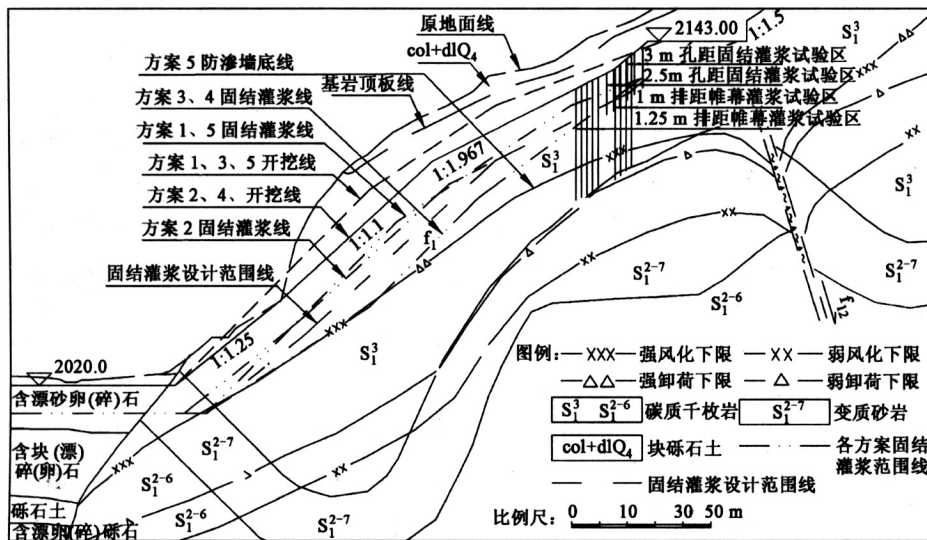 原地面线
col+dlQ₄
2143.00
1:1.5
S₁³
方案5防渗墙底线
基岩顶板线
3 m 孔距固结灌浆试验区
2.5m 孔距固结灌浆试验区
1 m 排距帷幕灌浆试验区
1.25 m 排距帷幕灌浆试验区
方案3、4固结灌浆线
方案1、5固结灌浆线
方案1、3、5开挖线
方案2、4、开挖线
方案2固结灌浆线
固结灌浆设计范围线
1:1.967
1:1.1
1:1.25
f₁
S₁³
S₁³
S₁³
S₁²⁻⁷
S₁²⁻⁷
S₁²⁻⁶
f₁₂
2020.0
含漂砂卵(碎)石
含块(漂)
碎(卵)石
砾石土
含漂卵(碎)砾石
S₁²⁻⁷
S₁²⁻⁶
S₁²⁻⁶
S₁²⁻⁷
图例:
XXX 强风化下限
XX 弱风化下限
△△ 强卸荷下限
△ 弱卸荷下限
S₁³ S₁²⁻⁶ 碳质千枚岩
S₁²⁻⁷ 变质砂岩
col+dlQ₄ 块砾石土
各方案固结
灌浆范围线
固结灌浆设计范围线
比例尺: 0 10 30 50 m